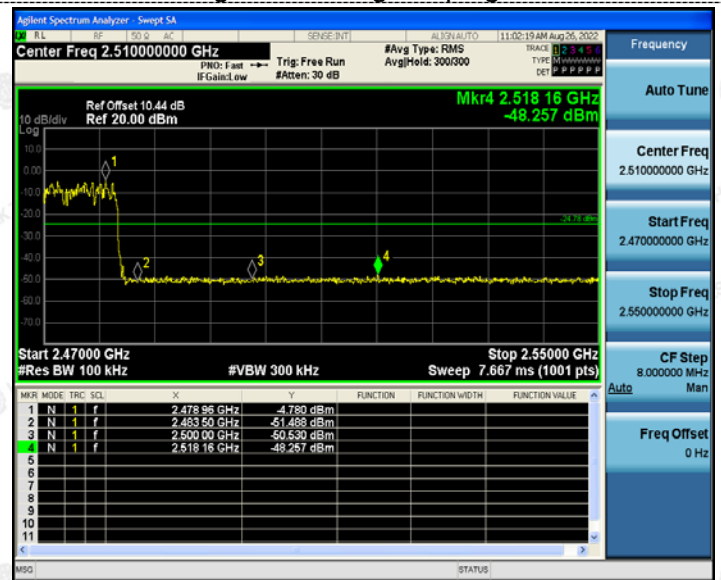 Agilent Spectrum Analyzer - Swept SA
RL RF 50 Ω AC SENSE:INT ALIGN AUTO 11:02:19 AM Aug 26, 2022
Center Freq 2.510000000 GHz
PNO: Fast
IFGain:Low
Trig: Free Run
#Atten: 30 dB
#Avg Type: RMS
Avg|Hold: 300/300
TRACE 1 2 3 4 5 6
TYPE M W W W W W
DET P P P P P P
Frequency
Auto Tune
Center Freq
2.510000000 GHz
Start Freq
2.470000000 GHz
Stop Freq
2.550000000 GHz
CF Step
8.000000 MHz
Auto Man
Freq Offset
0 Hz
Mkr4 2.518 16 GHz
-48.257 dBm
Ref Offset 10.44 dB
10 dB/div Ref 20.00 dBm
Log
10.0
0.00
-10.0
-20.0
-30.0
-40.0
-50.0
-60.0
-70.0
1
2
3
4
-24.78 dBm
Start 2.47000 GHz Stop 2.55000 GHz
#Res BW 100 kHz #VBW 300 kHz Sweep 7.667 ms (1001 pts)
MKR MODE TRC SCL X Y FUNCTION FUNCTION WIDTH FUNCTION VALUE
1 N 1 f 2.478 96 GHz -4.780 dBm
2 N 1 f 2.483 50 GHz -51.488 dBm
3 N 1 f 2.500 00 GHz -50.530 dBm
4 N 1 f 2.518 16 GHz -48.257 dBm
5
6
7
8
9
10
11
MSG STATUS